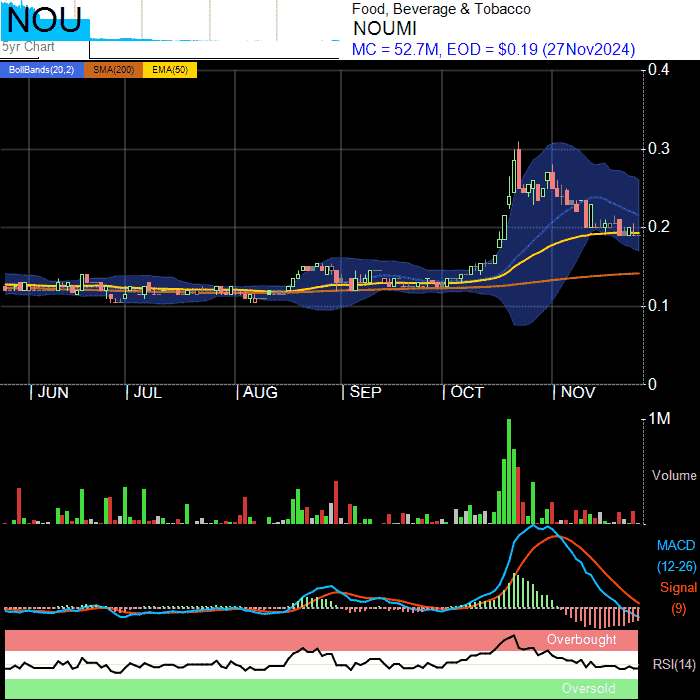 NOU
5yr Chart
Food, Beverage & Tobacco
NOUMI
MC = 52.7M, EOD = $0.19 (27Nov2024)
BollBands(20,2) SMA(200) EMA(50)
0.4
0.3
0.2
0.1
0
JUN JUL AUG SEP OCT NOV
1M
Volume
MACD
(12-26)
Signal
(9)
Overbought
RSI(14)
Oversold